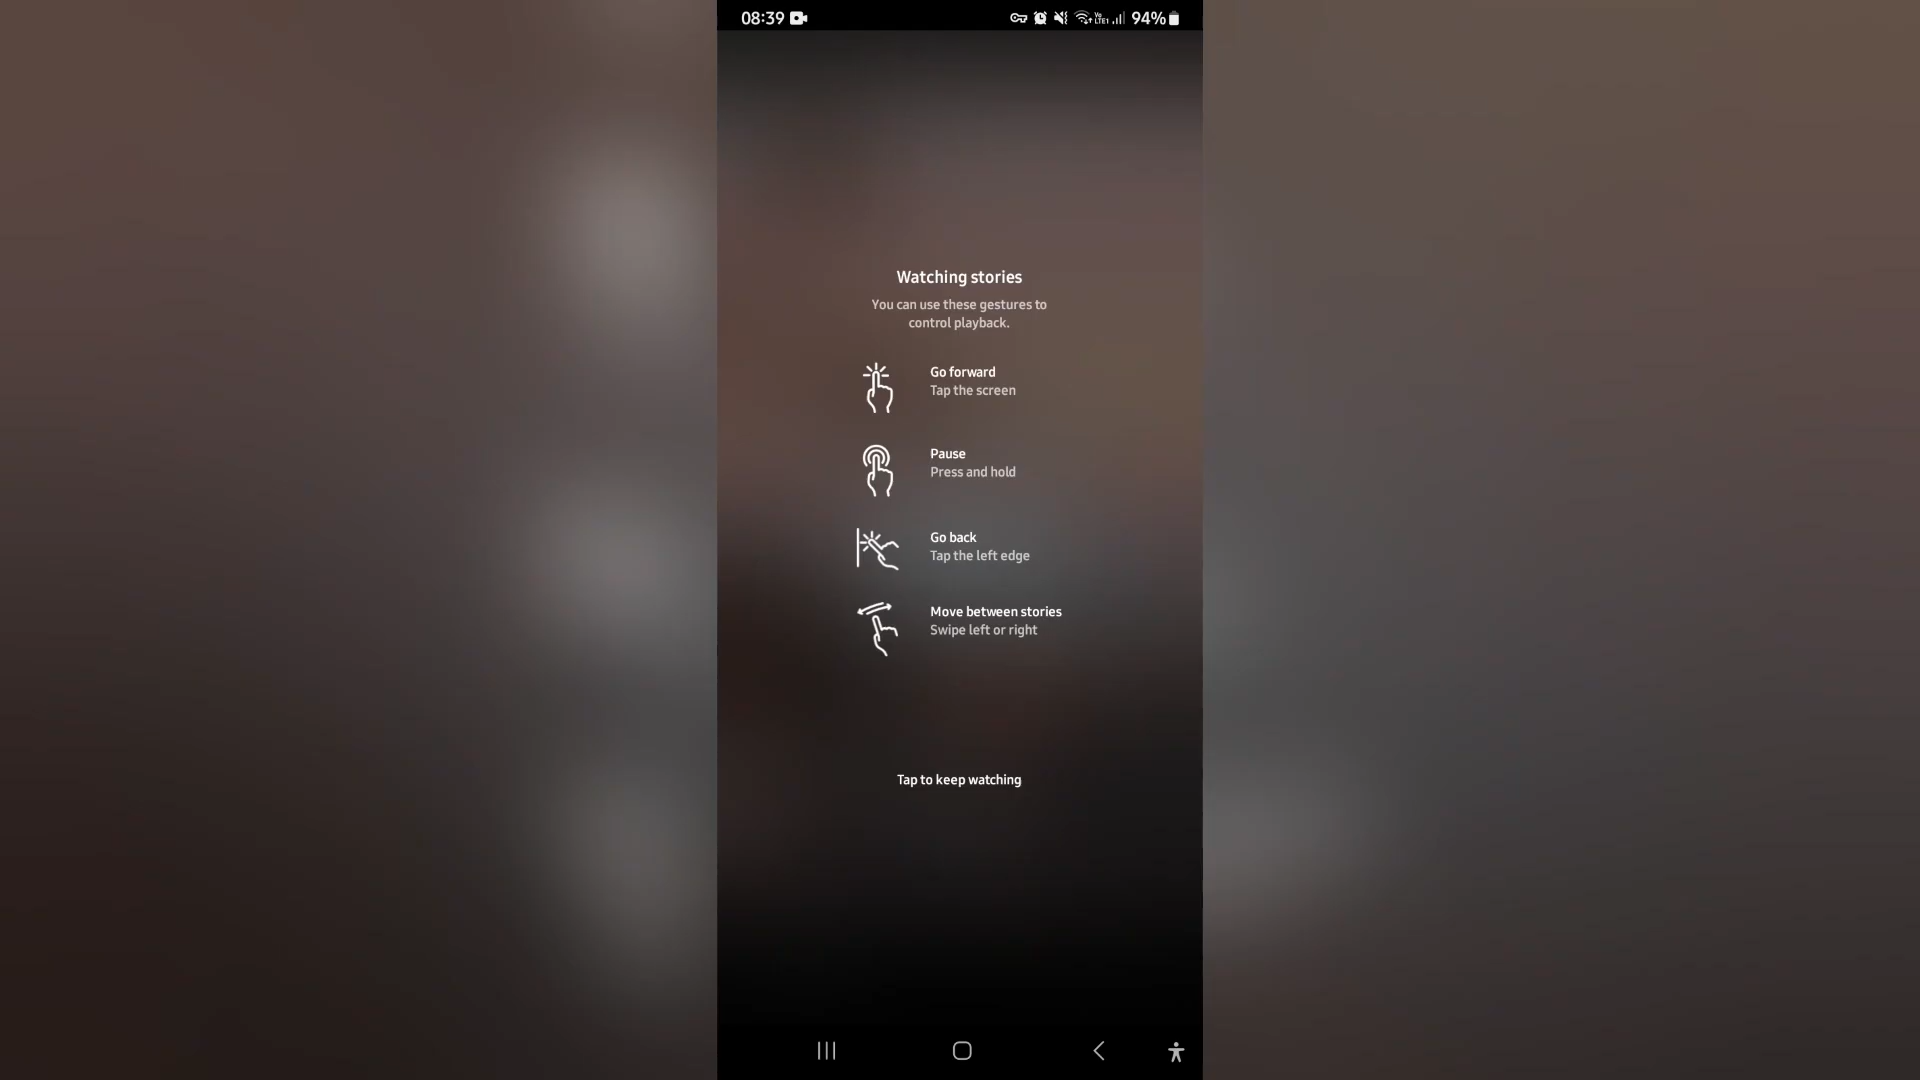 08:39
Vo
LTE1
94%
Watching stories
You can use these gestures to
control playback.
Go forward
Tap the screen
Pause
Press and hold
Go back
Tap the left edge
Move between stories
Swipe left or right
Tap to keep watching